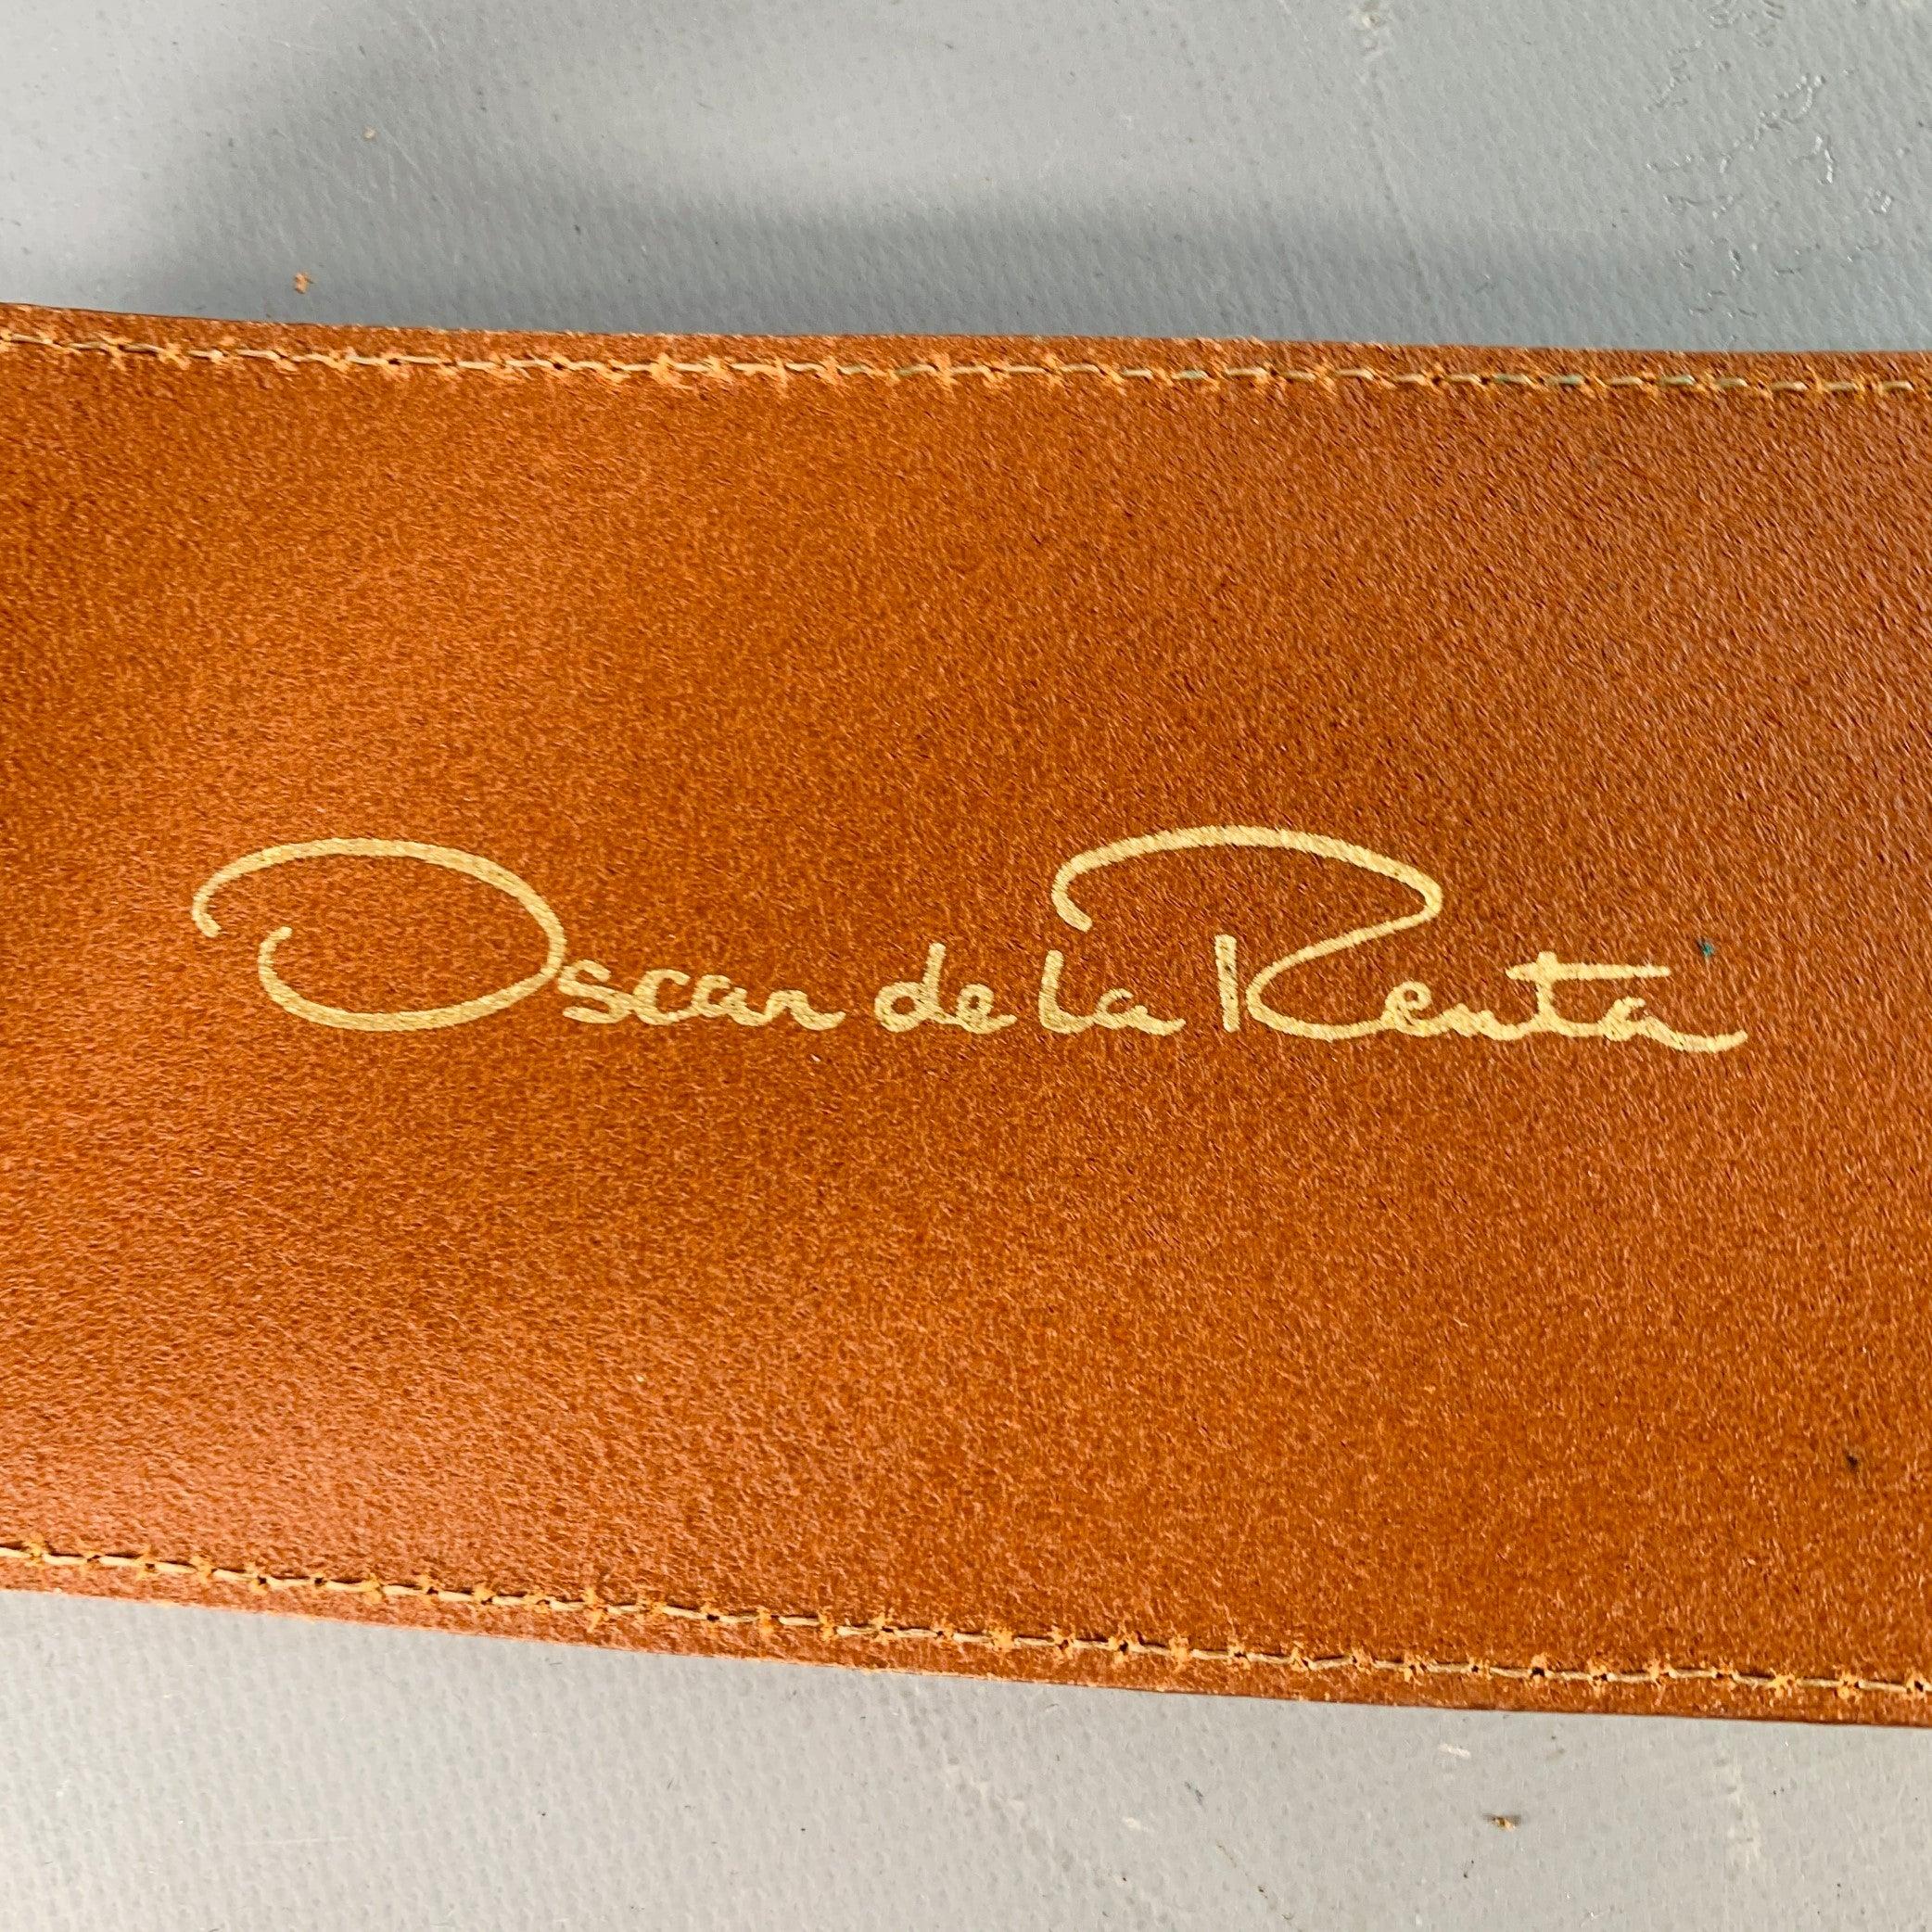 Oscar de la Renta